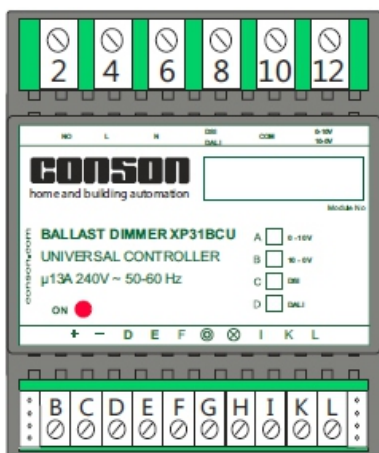 2 4 6 8 10 12
NO L N DSI DALI COM 0-10V 10-0V
conson
home and building automation
Module No
conson.com
BALLAST DIMMER XP31BCU
UNIVERSAL CONTROLLER
µ13A 240V ~ 50-60 Hz
A 0-10V
B 10-0V
C DSI
D DALI
ON
+ − D E F I K L
B C D E F G H I K L